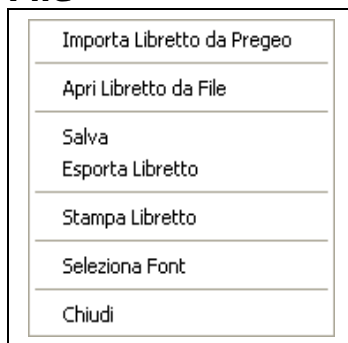 Importa Libretto da Pregeo
Apri Libretto da File
Salva
Esporta Libretto
Stampa Libretto
Seleziona Font
Chiudi